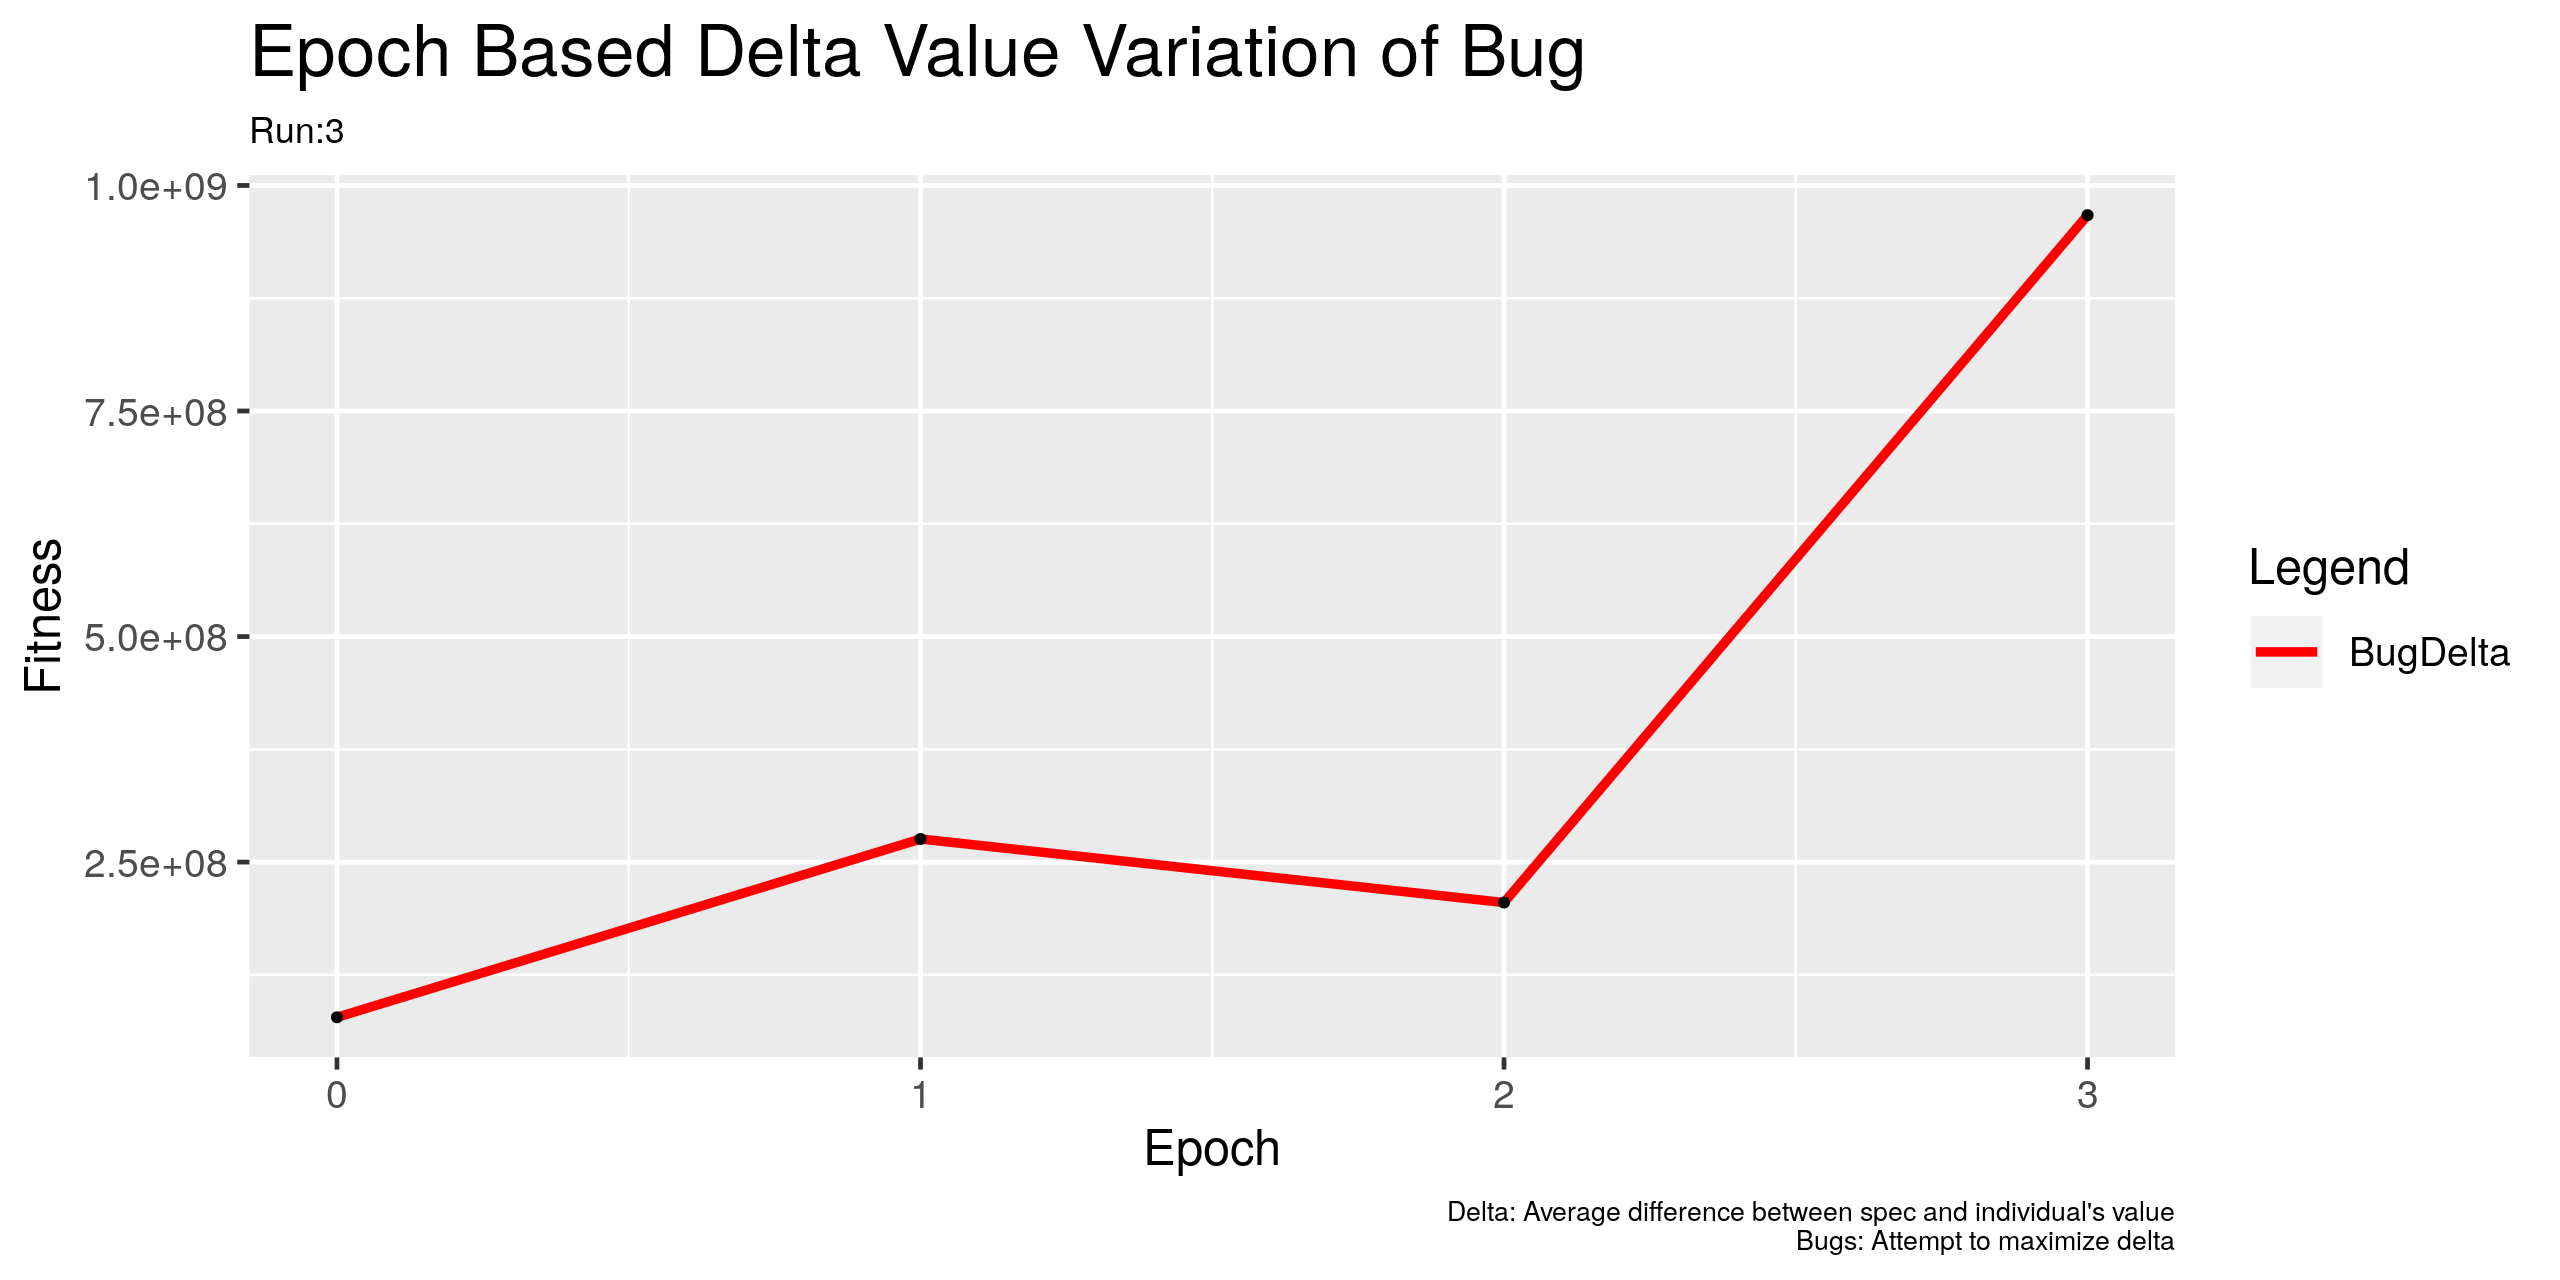 Epoch Based Delta Value Variation of Bug
Run:3
1.0e+09
7.5e+08
5.0e+08
2.5e+08
Fitness
0 1 2 3
Epoch
Legend
BugDelta
Delta: Average difference between spec and individual's value
Bugs: Attempt to maximize delta